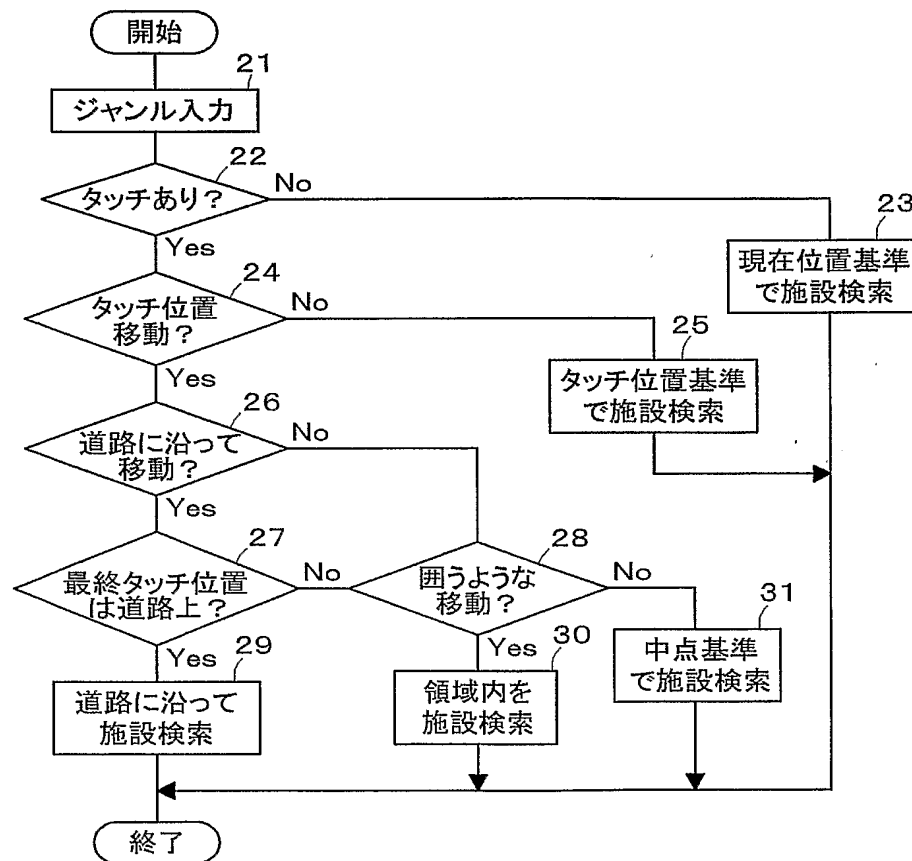 開始
21
ジャンル入力
22
タッチあり?
No
Yes
23
現在位置基準
で施設検索
24
タッチ位置
移動?
No
Yes
25
タッチ位置基準
で施設検索
26
道路に沿って
移動?
No
Yes
27
最終タッチ位置
は道路上?
No
Yes
28
囲うような
移動?
No
Yes
29
道路に沿って
施設検索
30
領域内を
施設検索
31
中点基準
で施設検索
終了